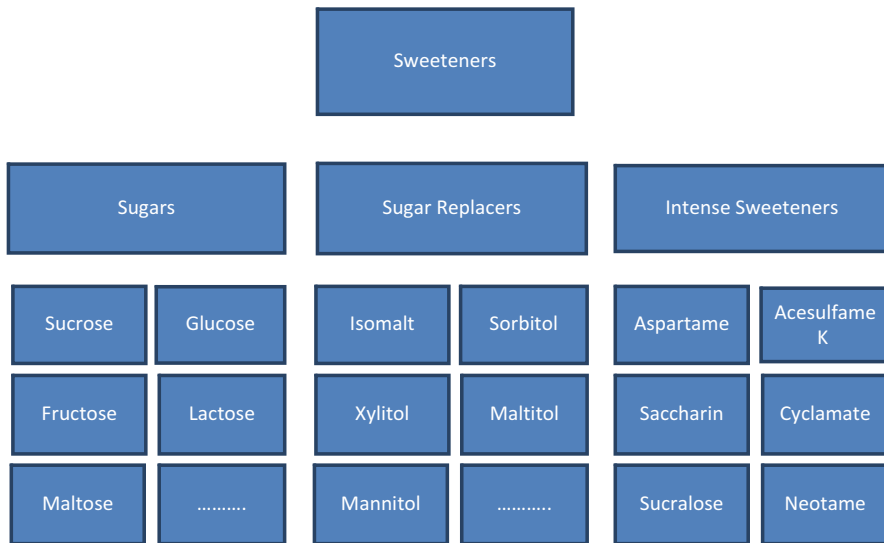 Sweeteners
Sugars
Sugar Replacers
Intense Sweeteners
Sucrose
Glucose
Isomalt
Sorbitol
Aspartame
Acesulfame
K
Fructose
Lactose
Xylitol
Maltitol
Saccharin
Cyclamate
Maltose
……….
Mannitol
………..
Sucralose
Neotame